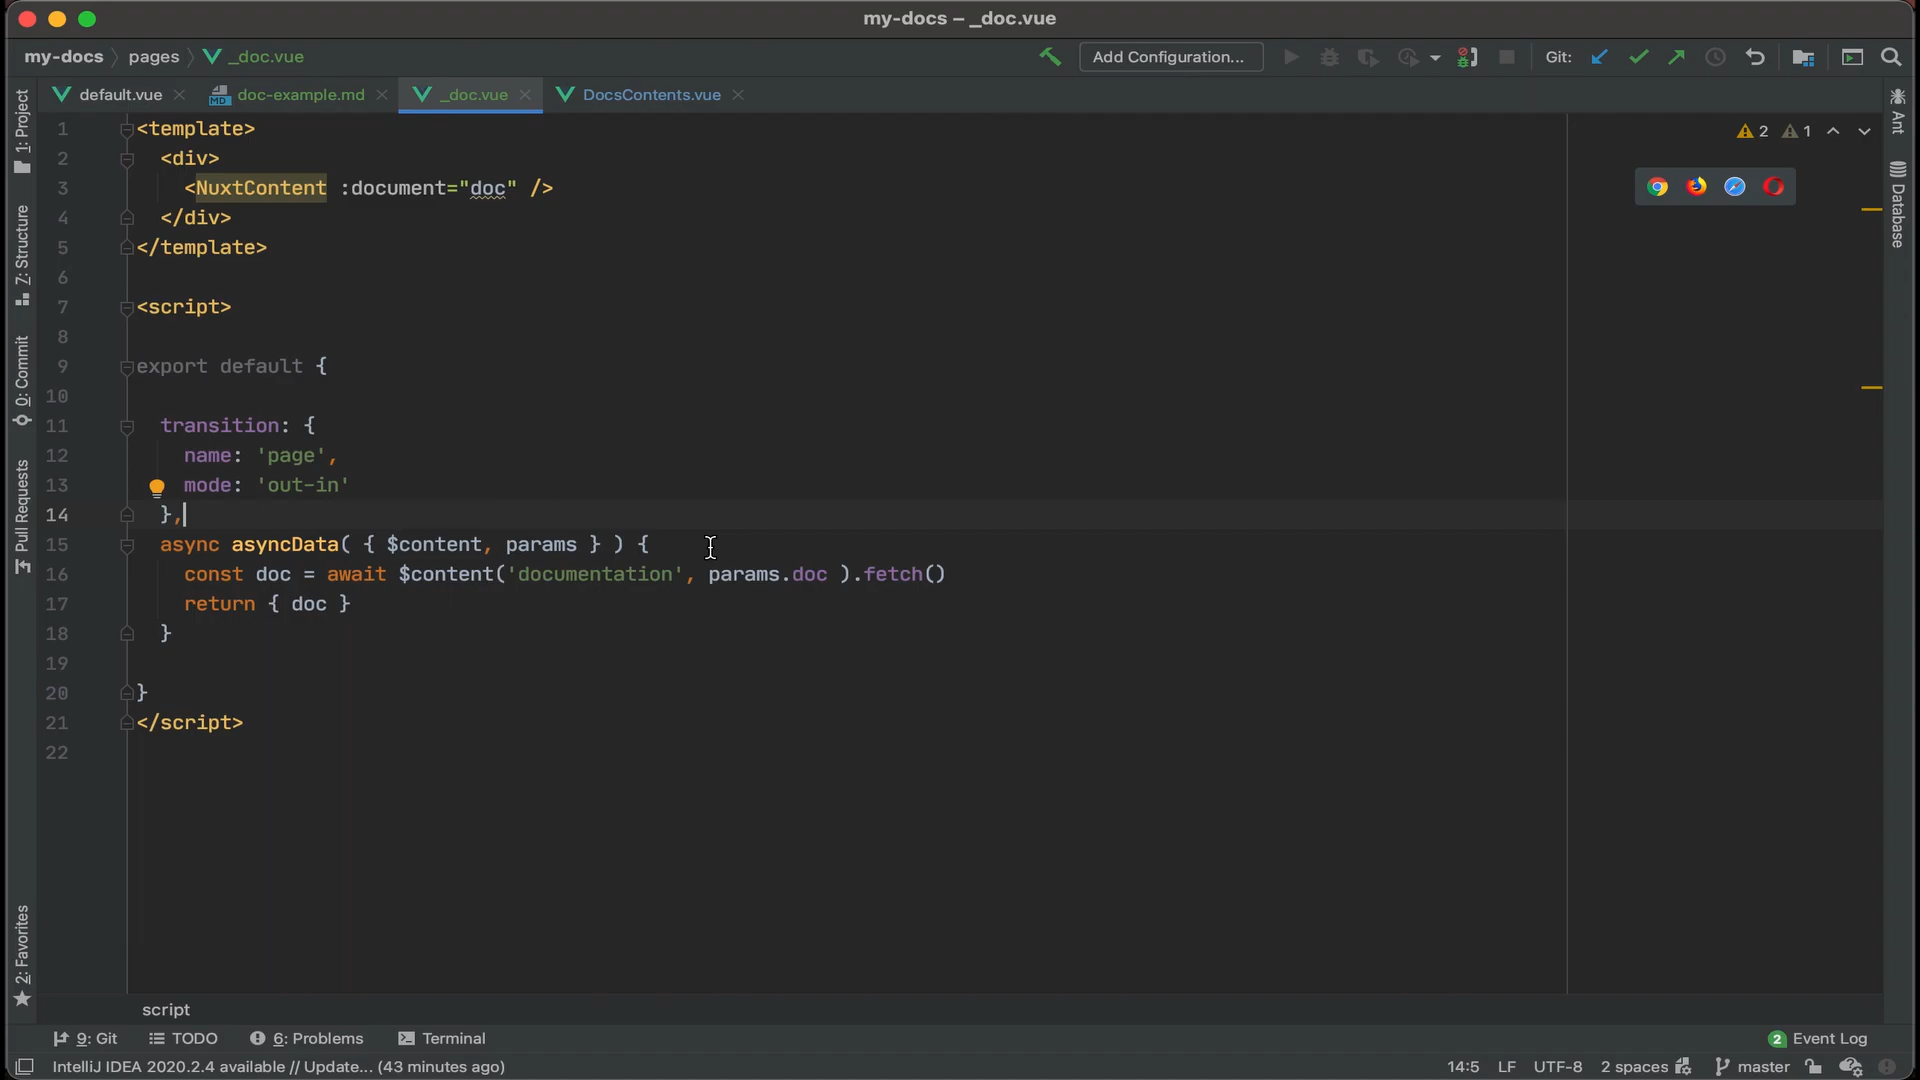 my-docs – _doc.vue
my-docs pages _doc.vue
Add Configuration...
Git:
default.vue
MD doc-example.md
_doc.vue
DocsContents.vue
1 <template>
2 <div>
3 <NuxtContent :document="doc" />
4 </div>
5 </template>
6
7 <script>
8
9 export default {
10
11 transition: {
12 name: 'page',
13 mode: 'out-in'
14 },
15 async asyncData( { $content, params } ) {
16 const doc = await $content('documentation', params.doc ).fetch()
17 return { doc }
18 }
19
20 }
21 </script>
22
2 1
1: Project
7: Structure
0: Commit
Pull Requests
2: Favorites
Ant
Database
script
9: Git
TODO
6: Problems
Terminal
2 Event Log
IntelliJ IDEA 2020.2.4 available // Update... (43 minutes ago)
14:5
LF
UTF-8
2 spaces
master